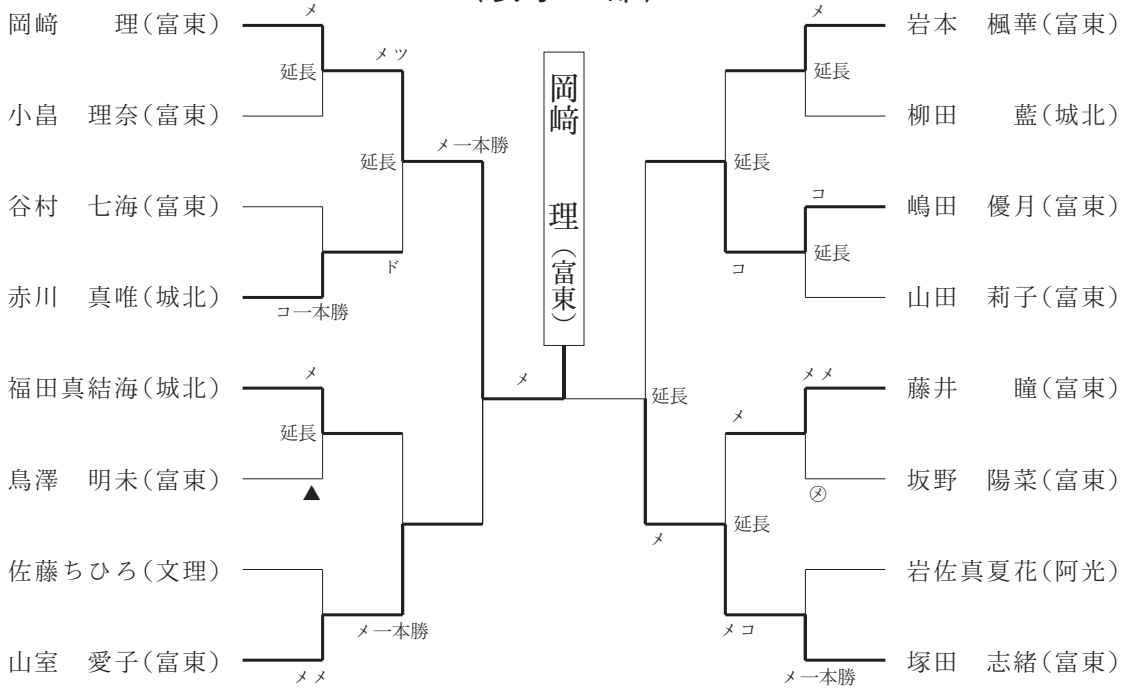 岡﨑　理(富東)
メ
延長
小畠　理奈(富東)
メツ
延長
谷村　七海(富東)
ド
赤川　真唯(城北)
コ一本勝
メ一本勝
福田真結海(城北)
メ
延長
鳥澤　明未(富東)
▲
佐藤ちひろ(文理)
メ一本勝
山室　愛子(富東)
メメ
岡﨑　理(富東)
メ
延長
岩本　楓華(富東)
メ
延長
柳田　藍(城北)
延長
嶋田　優月(富東)
コ
延長
コ
山田　莉子(富東)
藤井　瞳(富東)
メメ
メ
坂野　陽菜(富東)
㋱
延長
メ
岩佐真夏花(阿光)
メコ
塚田　志緒(富東)
メ一本勝